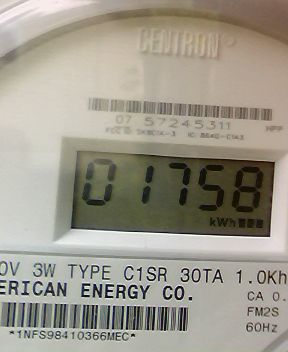 CENTRON
07 57245311
HPP
01758
kWh
0V 3W TYPE C1SR 30TA 1.0Kh
ERICAN ENERGY CO.
CA 0.
FM2S
60Hz
*1NFS98410366MEC*